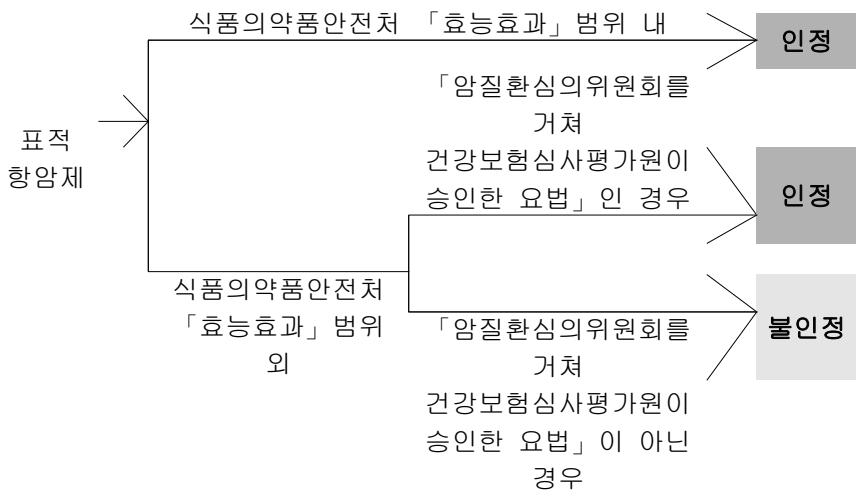 식품의약품안전처 「효능효과」범위 내
인정
표적
항암제
「암질환심의위원회를
거쳐
건강보험심사평가원이
승인한 요법」인 경우
인정
식품의약품안전처
「효능효과」범위
외
「암질환심의위원회를
거쳐
건강보험심사평가원이
승인한 요법」이 아닌
경우
불인정